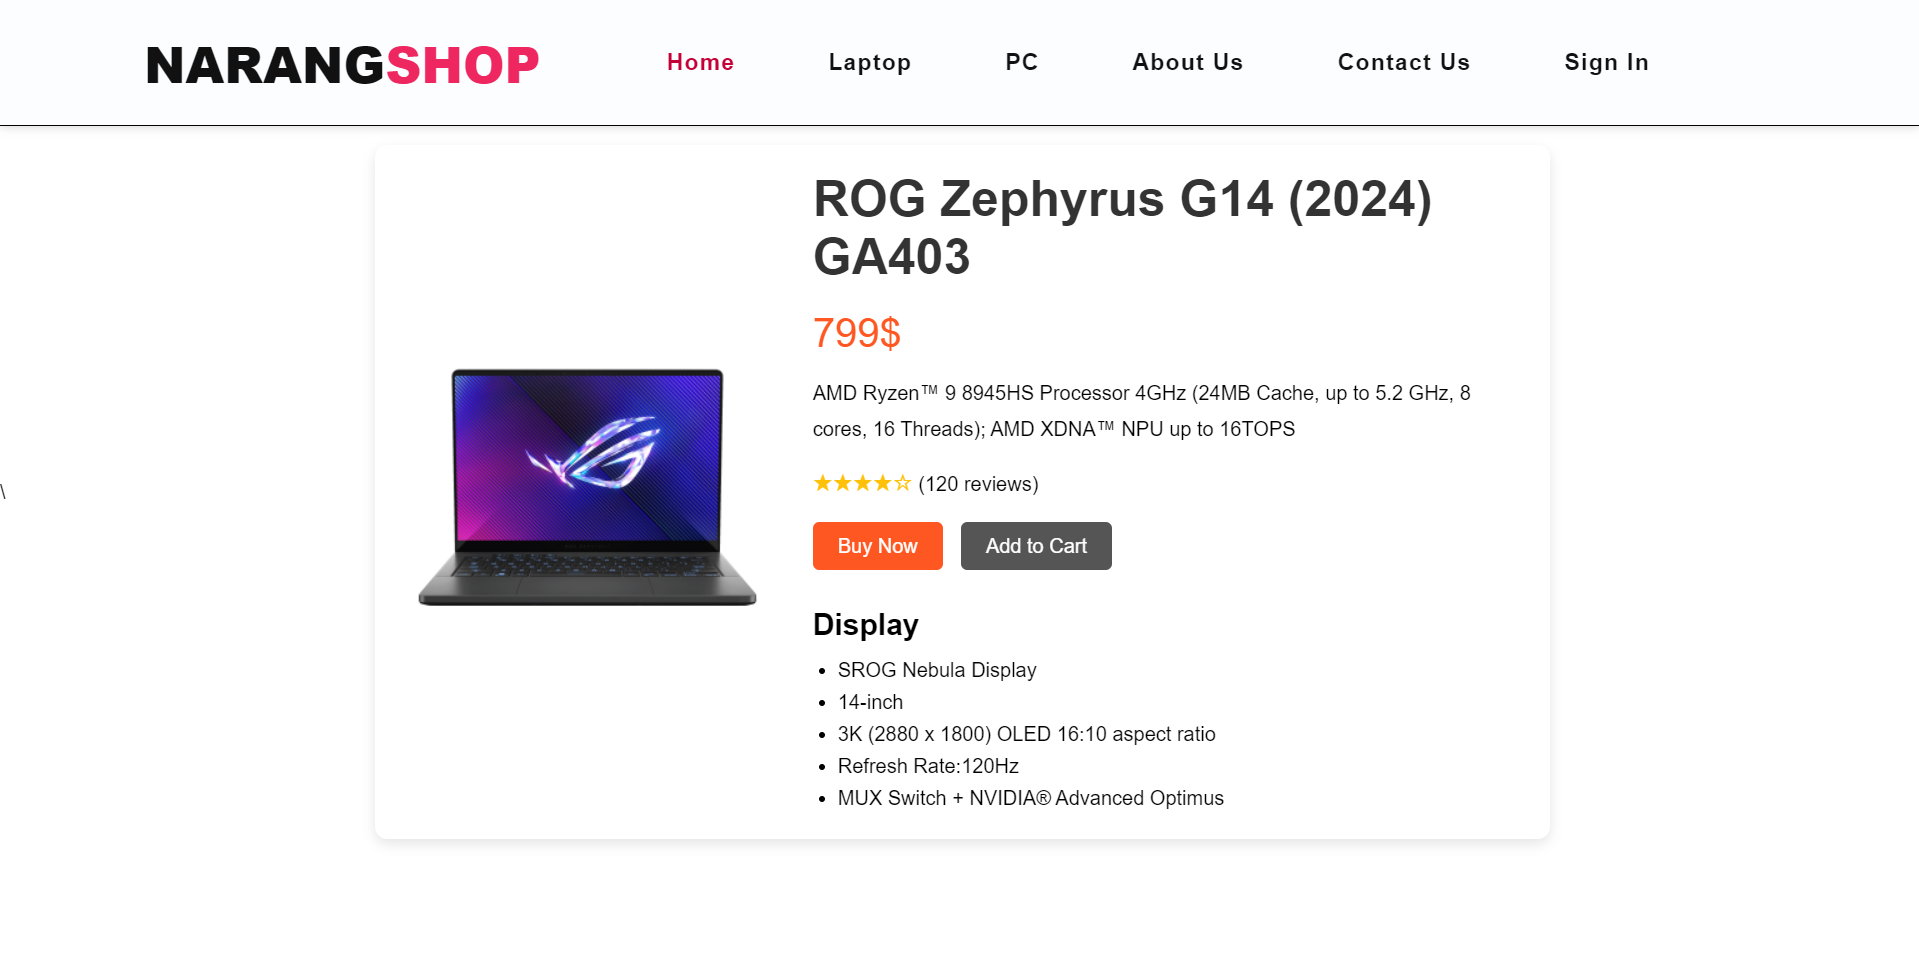 NARANGSHOP
Home
Laptop
PC
About Us
Contact Us
Sign In
ROG Zephyrus G14 (2024)
GA403
799$
AMD Ryzen™ 9 8945HS Processor 4GHz (24MB Cache, up to 5.2 GHz, 8
cores, 16 Threads); AMD XDNA™ NPU up to 16TOPS
\
★★★★☆ (120 reviews)
Buy Now
Add to Cart
Display
• SROG Nebula Display
• 14-inch
• 3K (2880 x 1800) OLED 16:10 aspect ratio
• Refresh Rate:120Hz
• MUX Switch + NVIDIA® Advanced Optimus